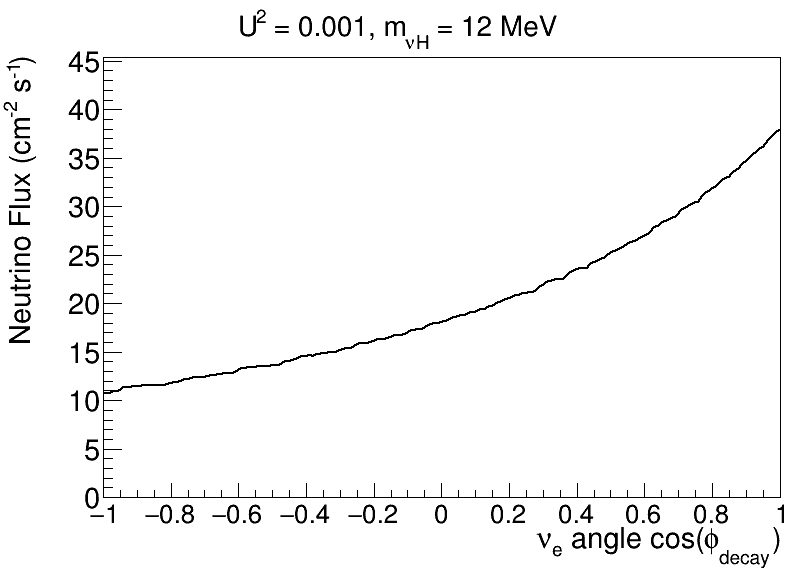 U² = 0.001, m_νH = 12 MeV
Neutrino Flux (cm⁻² s⁻¹)
45
40
35
30
25
20
15
10
5
0
−1 −0.8 −0.6 −0.4 −0.2 0 0.2 0.4 0.6 0.8 1
ν_e angle cos(ϕ_decay)